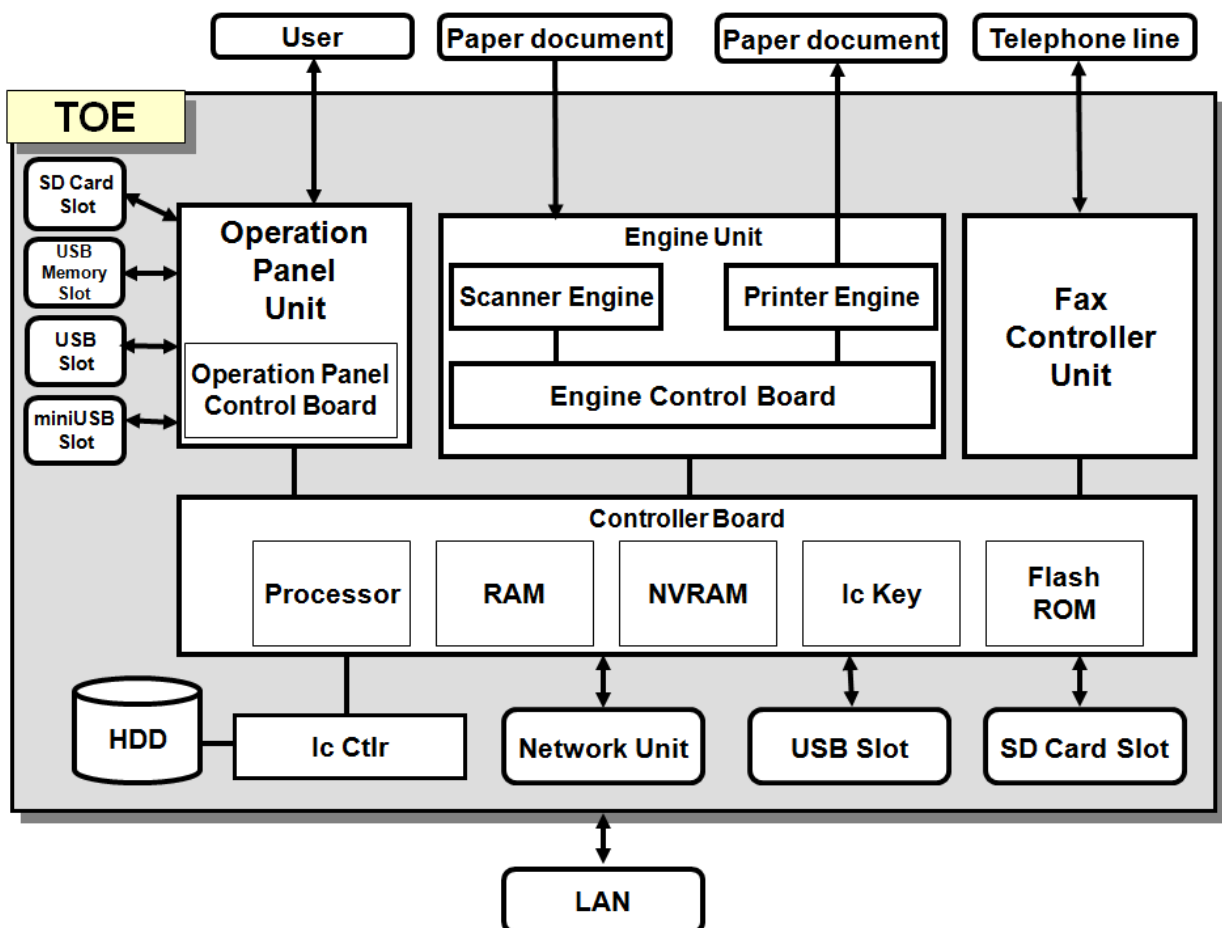 User
Paper document
Paper document
Telephone line
TOE
SD Card
Slot
USB
Memory
Slot
USB
Slot
miniUSB
Slot
Operation
Panel
Unit
Operation Panel
Control Board
Engine Unit
Scanner Engine
Printer Engine
Engine Control Board
Fax
Controller
Unit
Controller Board
Processor
RAM
NVRAM
Ic Key
Flash
ROM
HDD
Ic Ctlr
Network Unit
USB Slot
SD Card Slot
LAN